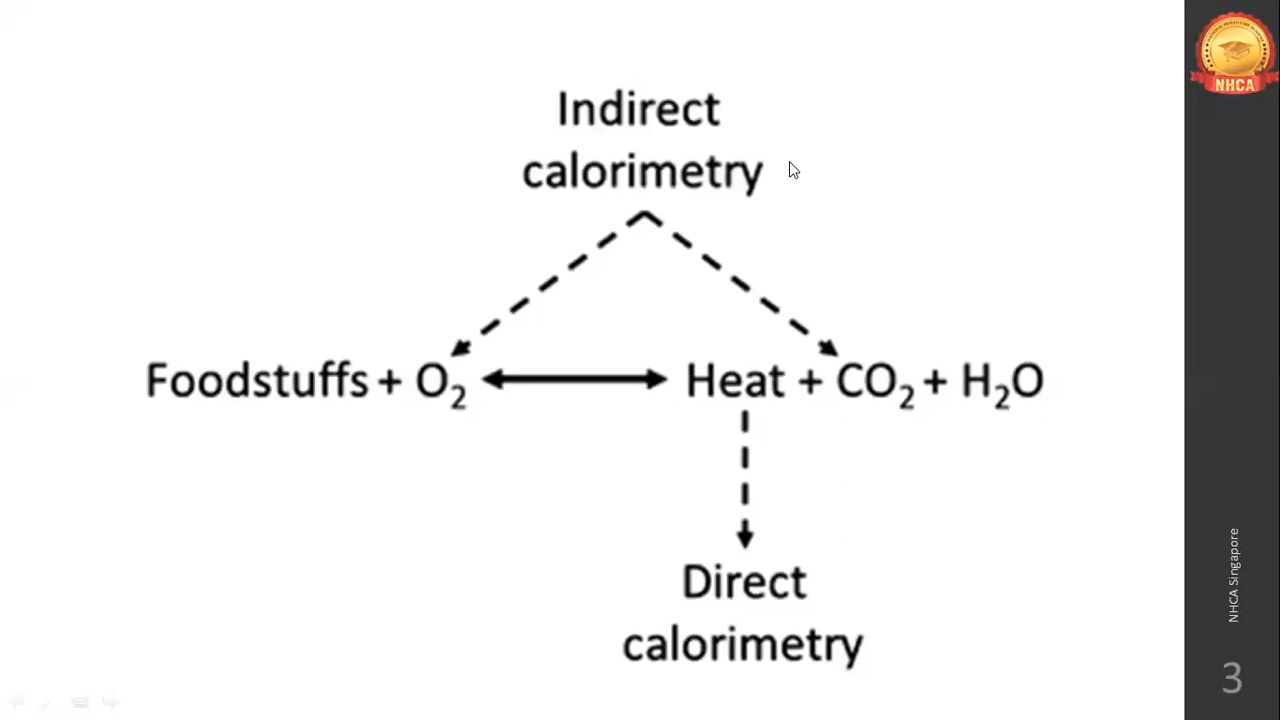 Indirect
calorimetry
Foodstuffs + O₂ Heat + CO₂ + H₂O
Direct
calorimetry
NHCA
NHCA Singapore
3